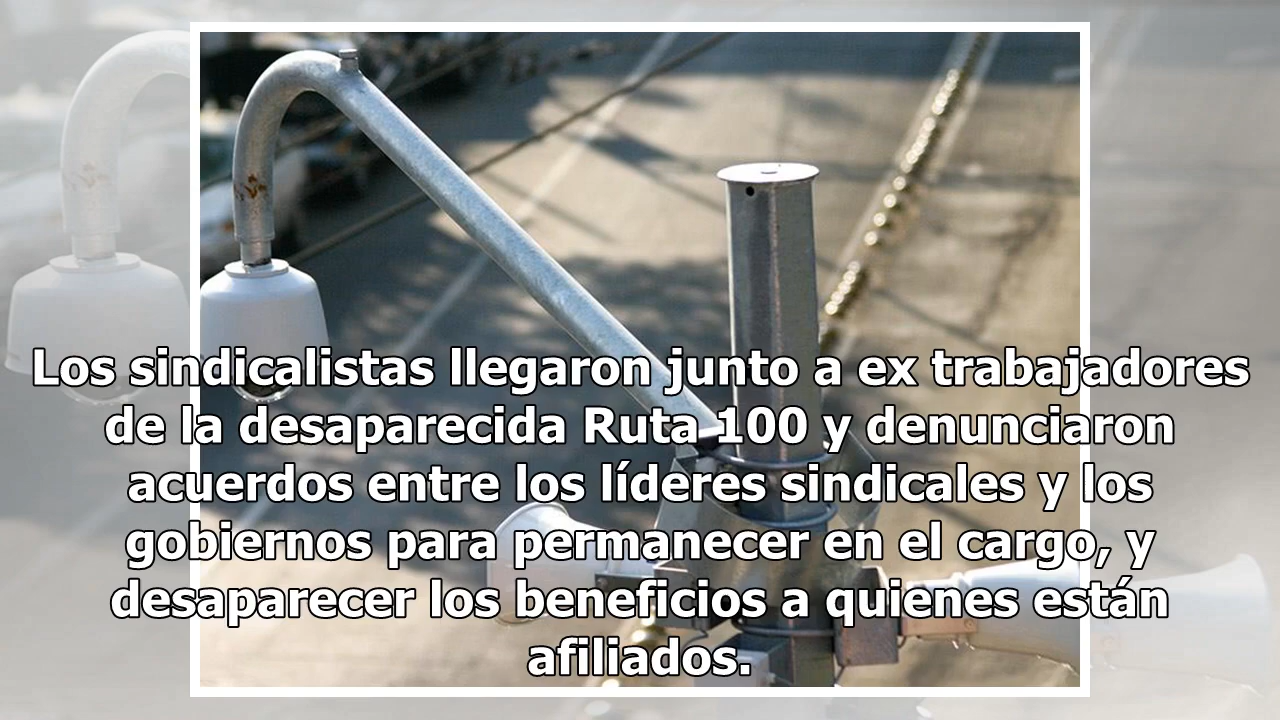 Los sindicalistas llegaron junto a ex trabajadores
de la desaparecida Ruta 100 y denunciaron
acuerdos entre los líderes sindicales y los
gobiernos para permanecer en el cargo, y
desaparecer los beneficios a quienes están
afiliados.